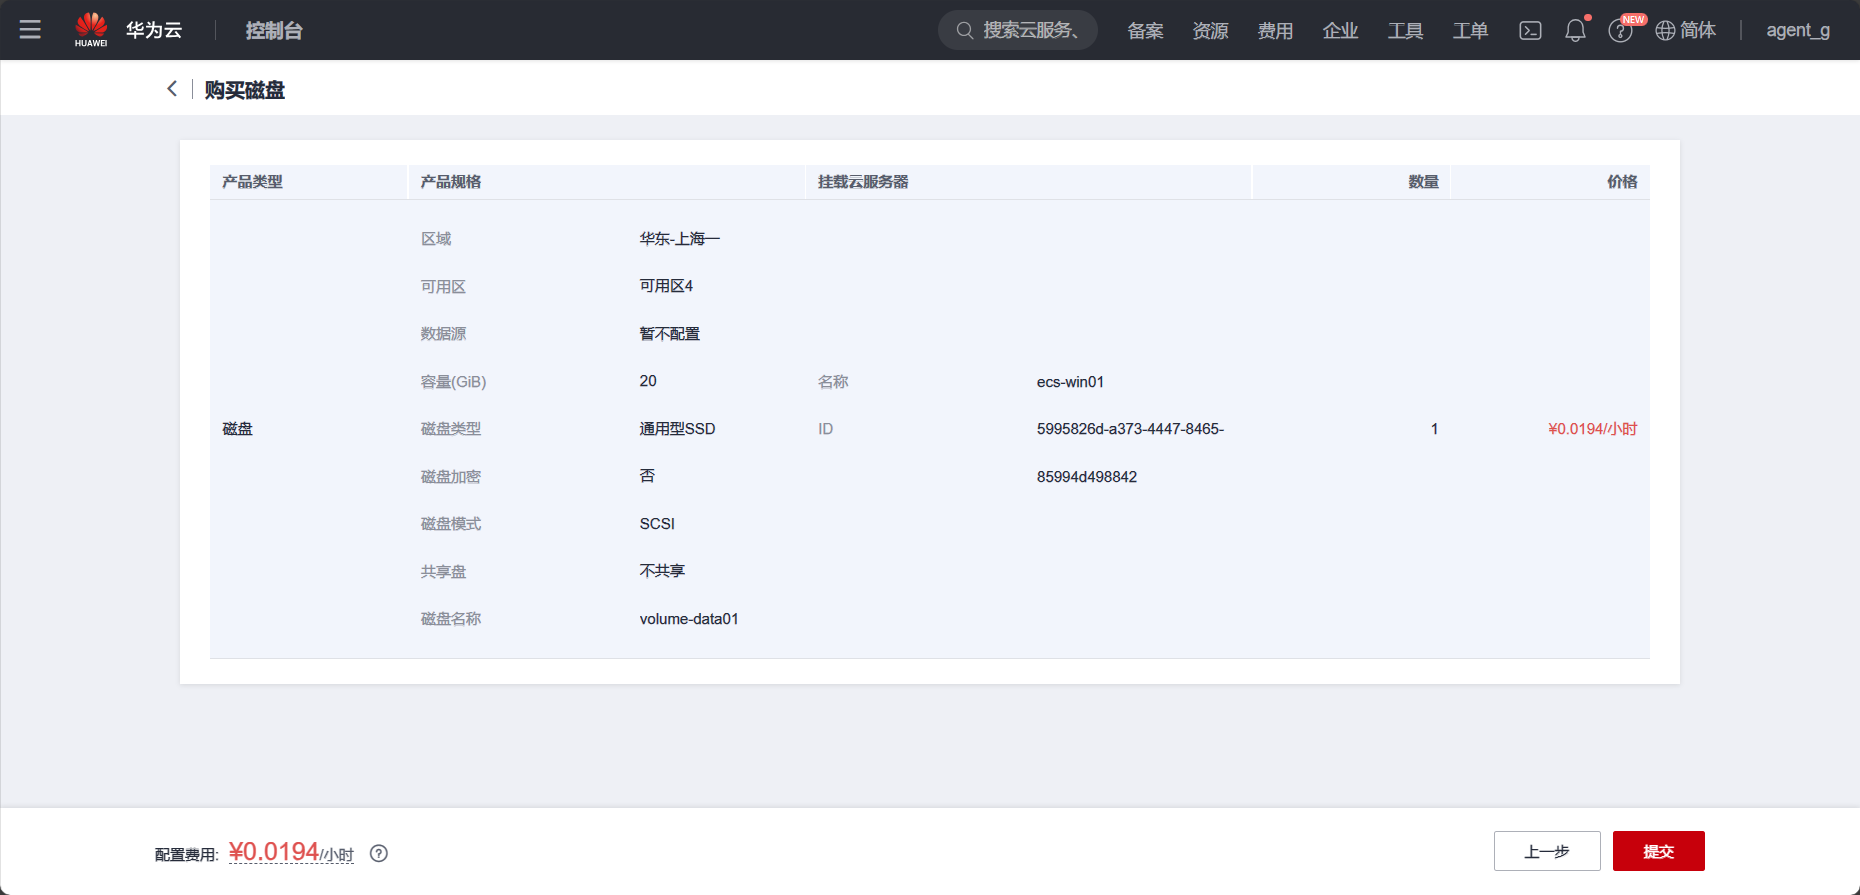 HUAWEI 华为云 控制台 搜索云服务、 备案 资源 费用 企业 工具 工单 NEW 简体 agent_g
购买磁盘
产品类型 产品规格 挂载云服务器 数量 价格
区域 华东-上海一
可用区 可用区4
数据源 暂不配置
容量(GiB) 20 名称 ecs-win01
磁盘 磁盘类型 通用型SSD ID 5995826d-a373-4447-8465- 1 ¥0.0194/小时
磁盘加密 否 85994d498842
磁盘模式 SCSI
共享盘 不共享
磁盘名称 volume-data01
配置费用: ¥0.0194/小时 上一步 提交